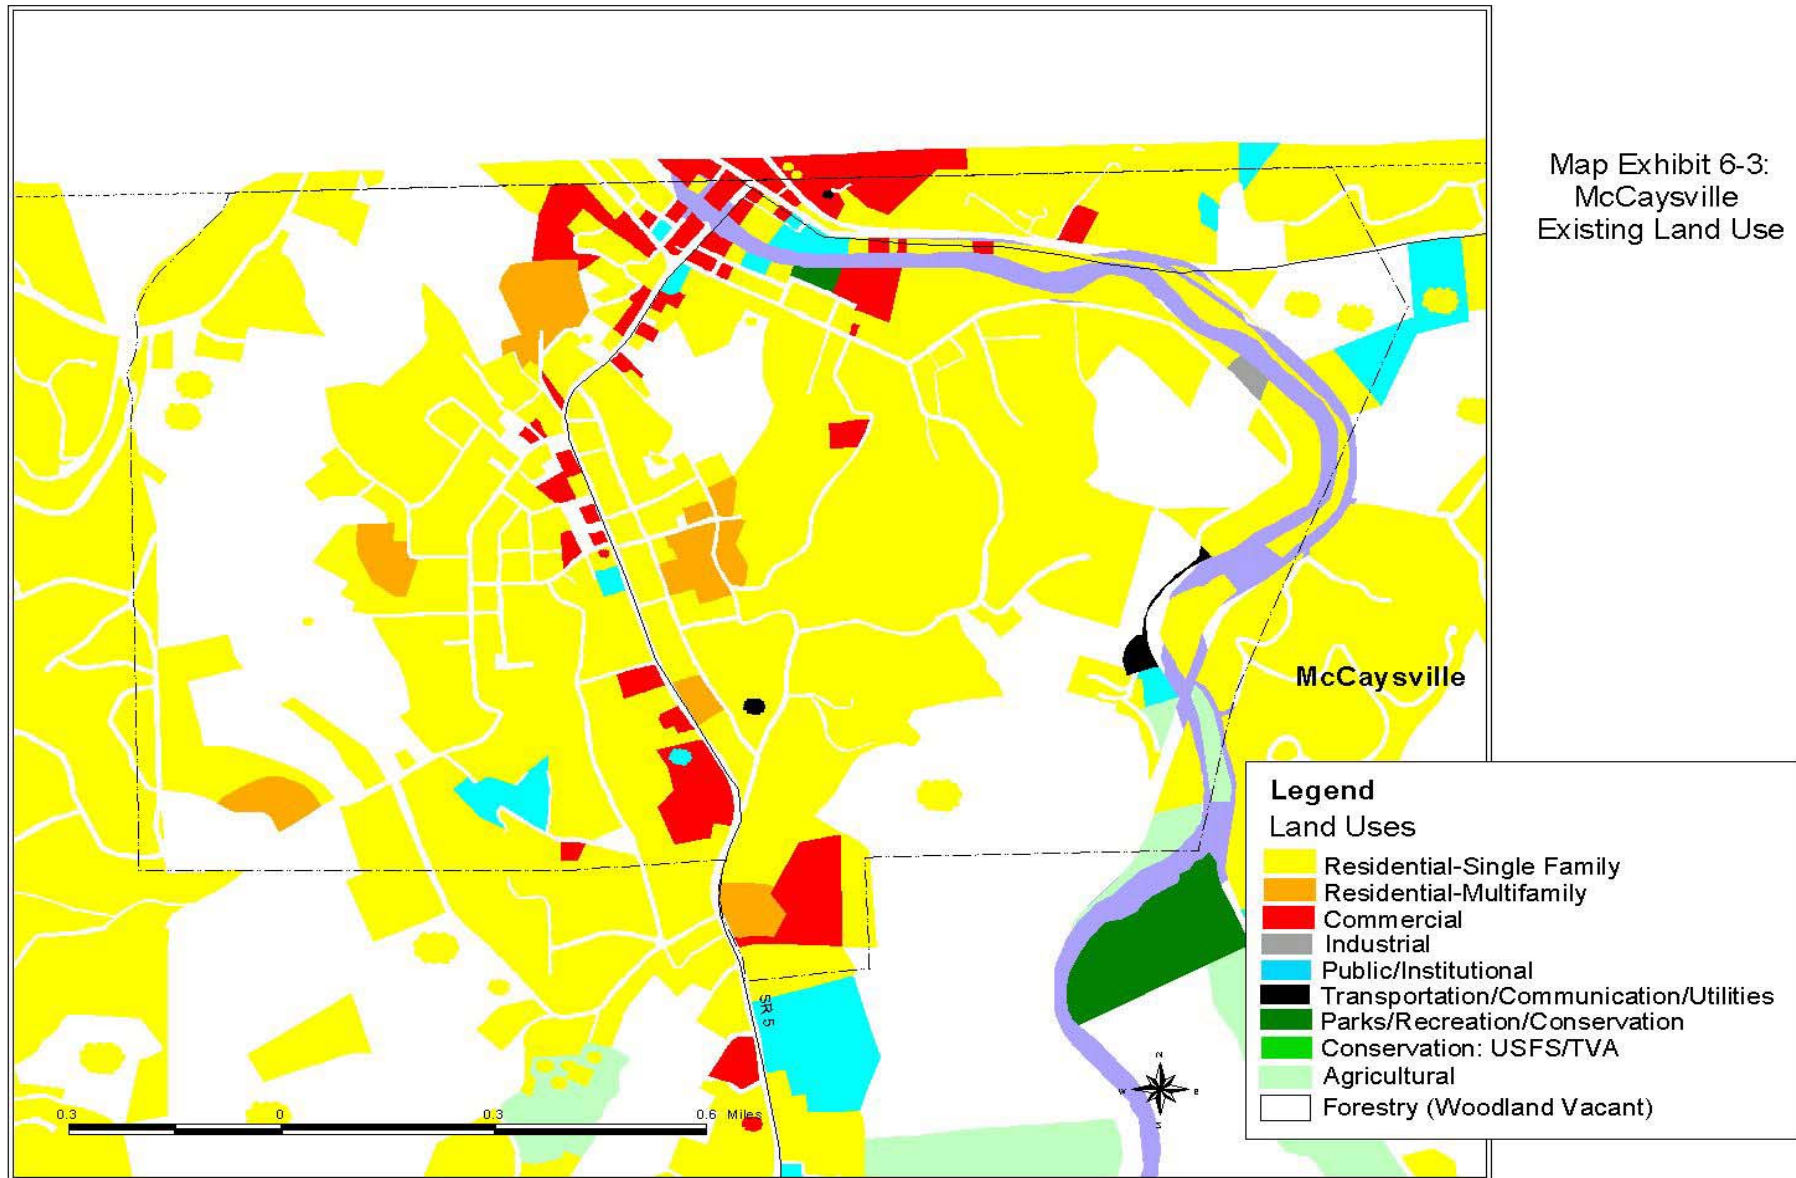 Map Exhibit 6-3:
McCaysville
Existing Land Use
McCaysville
Legend
Land Uses
Residential-Single Family
Residential-Multifamily
Commercial
Industrial
Public/Institutional
Transportation/Communication/Utilities
Parks/Recreation/Conservation
Conservation: USFS/TVA
Agricultural
Forestry (Woodland Vacant)
SR 5
0.3 0 0.3 0.6 Miles
N
W E
S